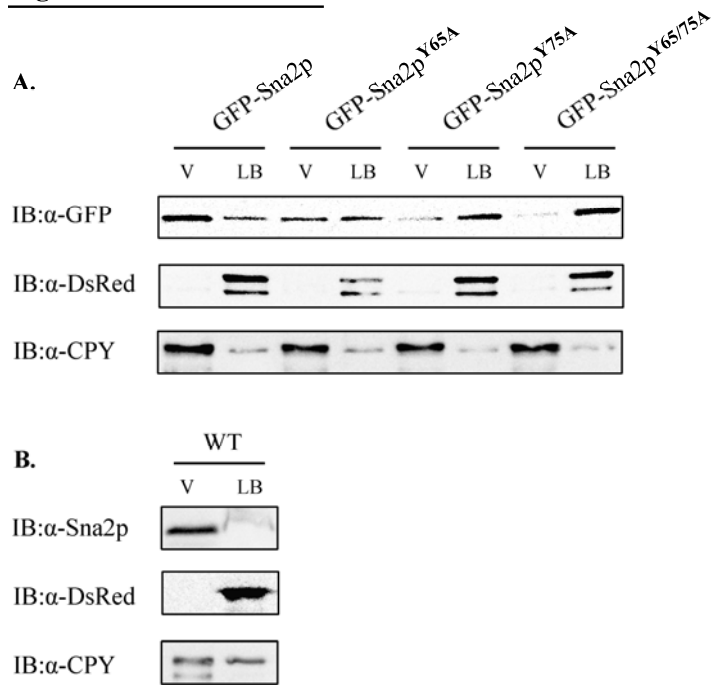 A.
GFP-Sna2p GFP-Sna2pY65A GFP-Sna2pY75A GFP-Sna2pY65/75A
V LB V LB V LB V LB
IB:α-GFP
IB:α-DsRed
IB:α-CPY
B.
WT
V LB
IB:α-Sna2p
IB:α-DsRed
IB:α-CPY